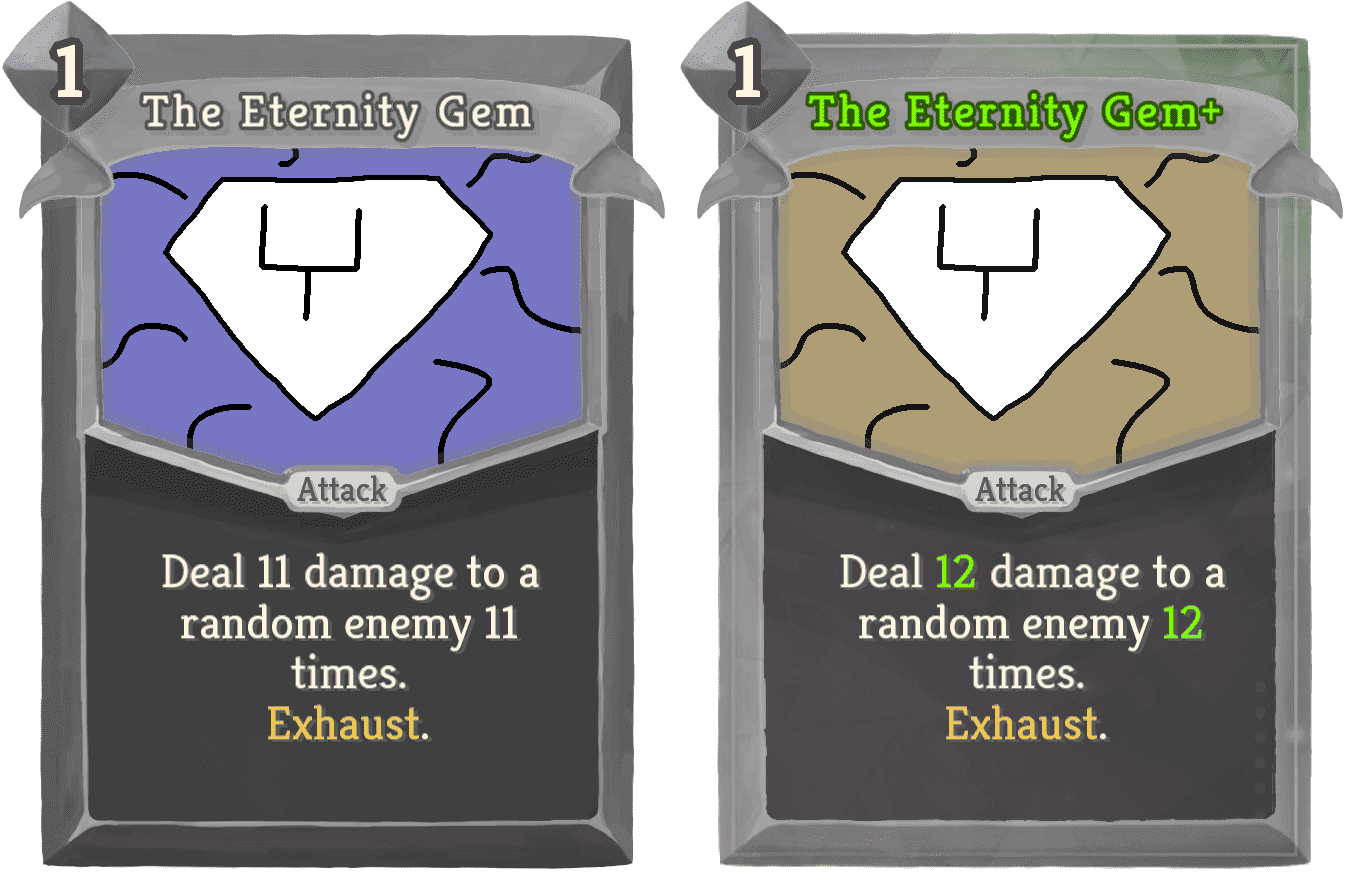 1
The Eternity Gem
Attack
Deal 11 damage to a
random enemy 11
times.
Exhaust.
1
The Eternity Gem+
Attack
Deal 12 damage to a
random enemy 12
times.
Exhaust.